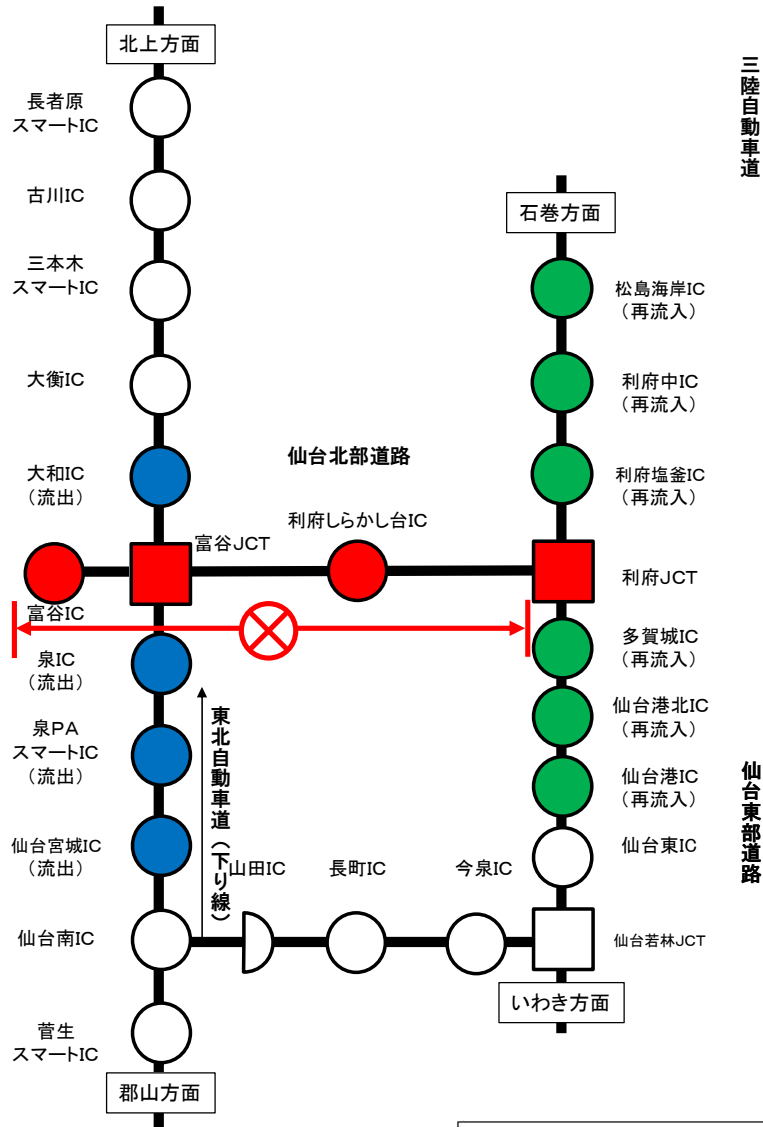 北上方面
長者原
スマートIC
古川IC
三本木
スマートIC
大衡IC
大和IC
(流出)
富谷IC
泉IC
(流出)
泉PA
スマートIC
(流出)
仙台宮城IC
(流出)
仙台南IC
菅生
スマートIC
郡山方面
東北自動車道(下り線)
仙台北部道路
富谷JCT
利府しらかし台IC
山田IC
長町IC
今泉IC
三陸自動車道
石巻方面
松島海岸IC
(再流入)
利府中IC
(再流入)
利府塩釜IC
(再流入)
利府JCT
多賀城IC
(再流入)
仙台港北IC
(再流入)
仙台港IC
(再流入)
仙台東IC
仙台若林JCT
いわき方面
仙台東部道路